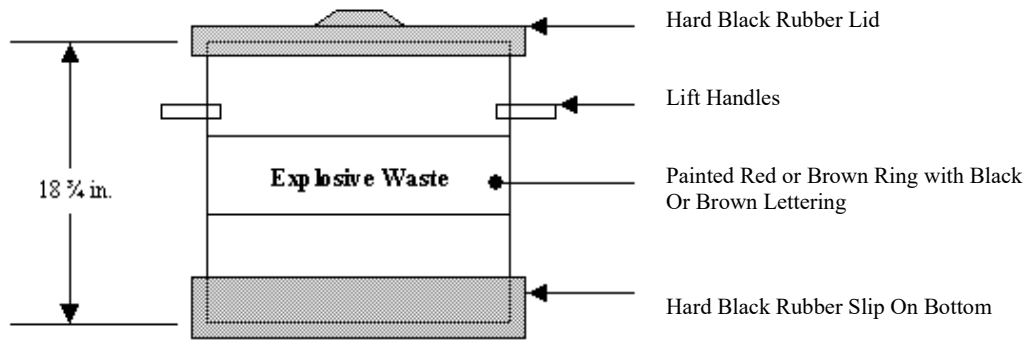 Hard Black Rubber Lid
Lift Handles
18 ¾ in.
Explosive Waste
Painted Red or Brown Ring with Black
Or Brown Lettering
Hard Black Rubber Slip On Bottom